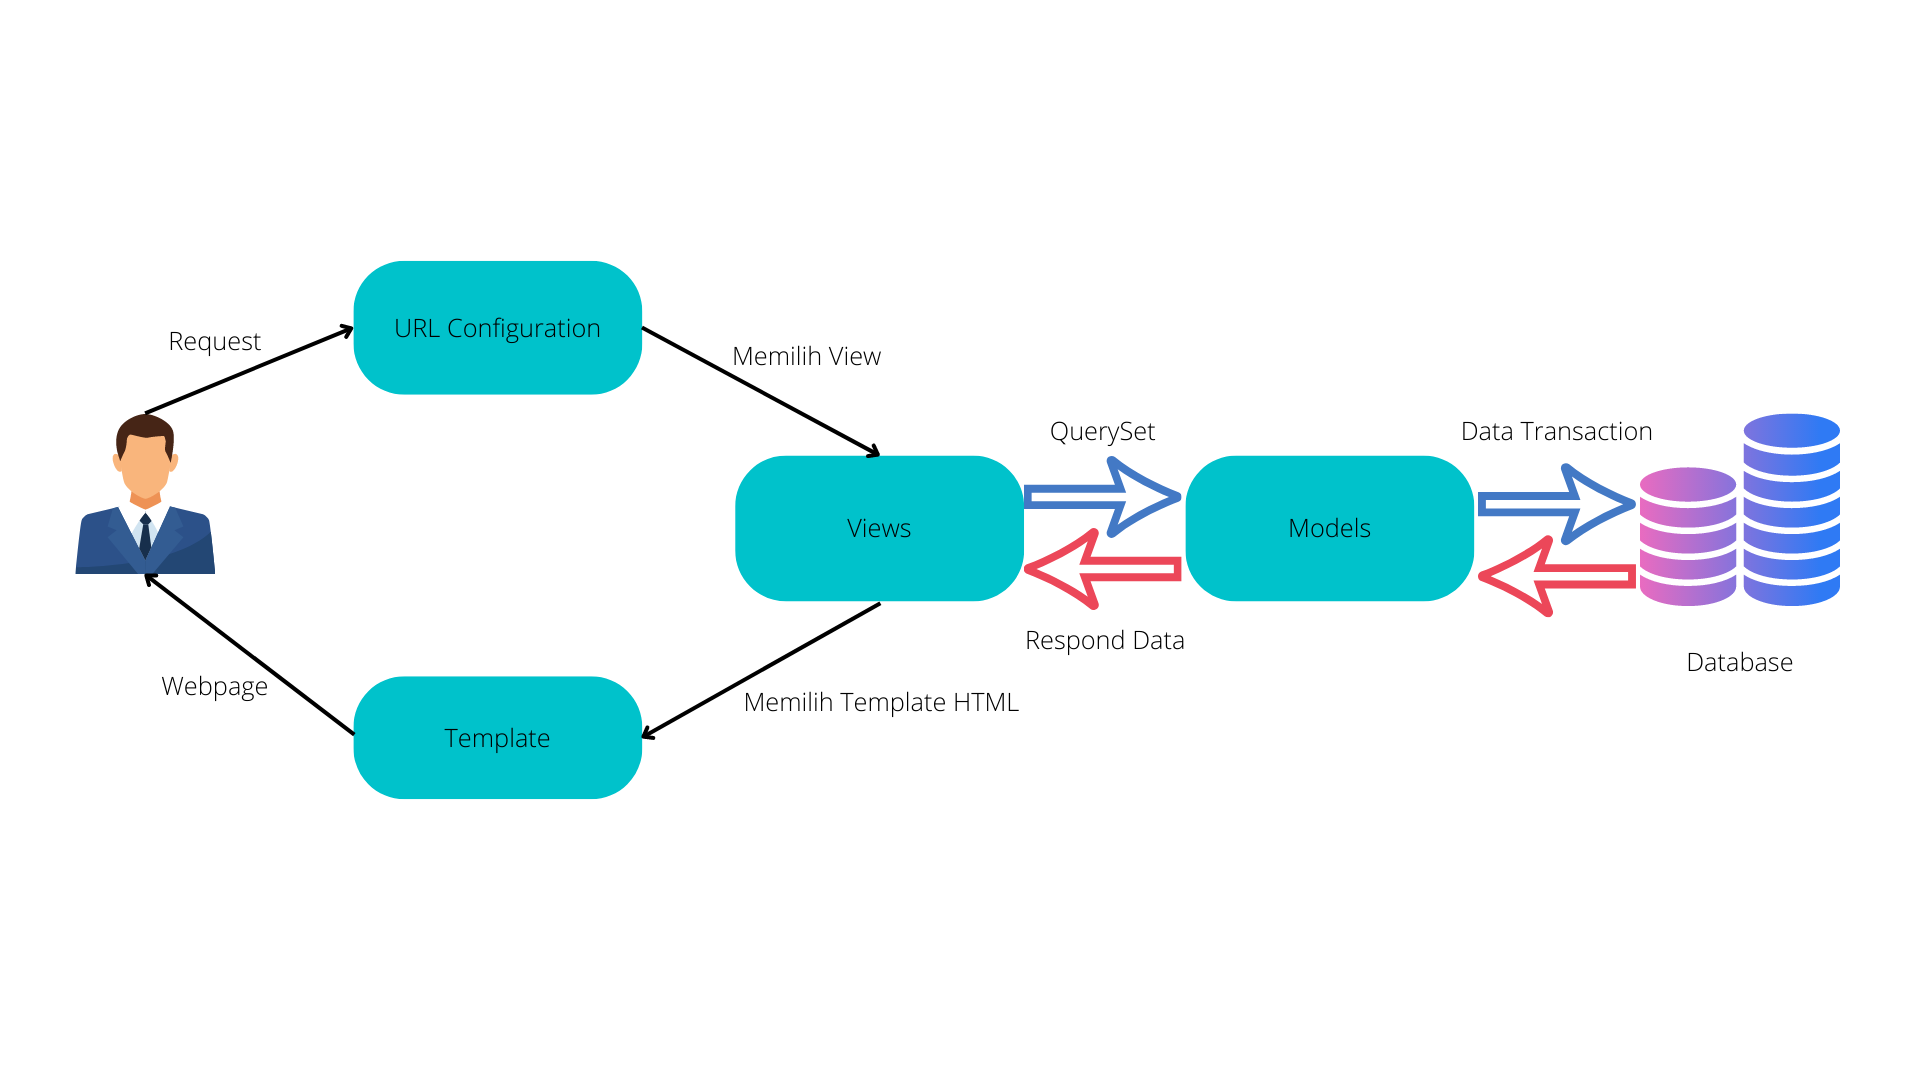 URL Configuration
Request
Memilih View
QuerySet
Data Transaction
Views
Models
Respond Data
Database
Webpage
Memilih Template HTML
Template